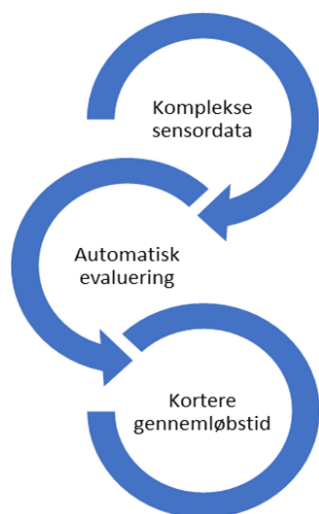 Komplekse
sensordata
Automatisk
evaluering
Kortere
gennemløbstid